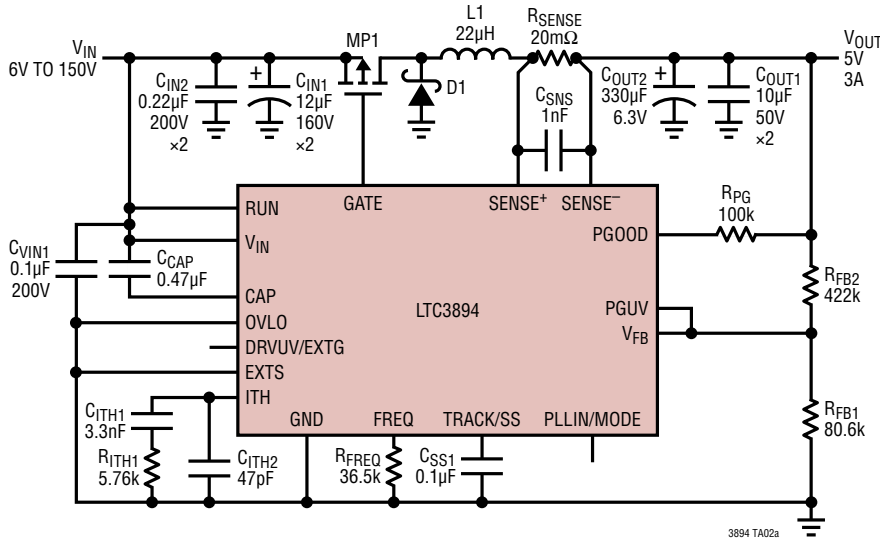 VIN
6V TO 150V
CIN2
0.22µF
200V
×2
+
CIN1
12µF
160V
×2
MP1
D1
L1
22µH
RSENSE
20mΩ
CSNS
1nF
COUT2
330µF
6.3V
+
COUT1
10µF
50V
×2
VOUT
5V
3A
CVIN1
0.1µF
200V
CCAP
0.47µF
RUN
VIN
CAP
OVLO
DRVUV/EXTG
EXTS
ITH
GATE
SENSE+
SENSE–
PGOOD
PGUV
VFB
LTC3894
GND
FREQ
TRACK/SS
PLLIN/MODE
RPG
100k
RFB2
422k
RFB1
80.6k
CITH1
3.3nF
RITH1
5.76k
CITH2
47pF
RFREQ
36.5k
CSS1
0.1µF
3894 TA02a